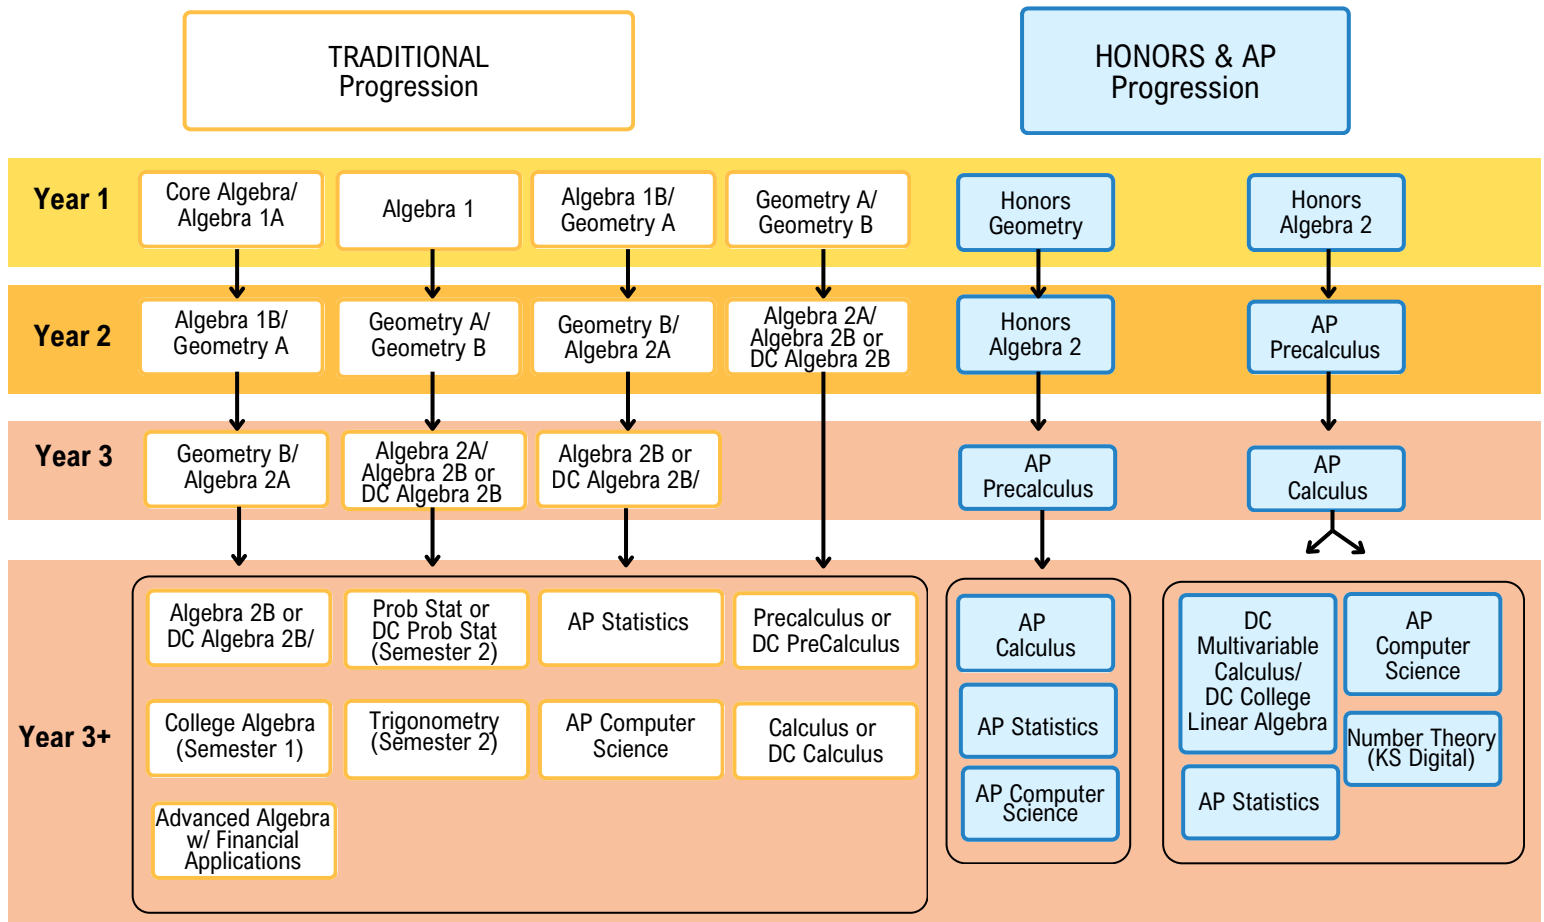 TRADITIONAL
Progression
HONORS & AP
Progression
Year 1
Core Algebra/
Algebra 1A
Algebra 1
Algebra 1B/
Geometry A
Geometry A/
Geometry B
Honors
Geometry
Honors
Algebra 2
Year 2
Algebra 1B/
Geometry A
Geometry A/
Geometry B
Geometry B/
Algebra 2A
Algebra 2A/
Algebra 2B or
DC Algebra 2B
Honors
Algebra 2
AP
Precalculus
Year 3
Geometry B/
Algebra 2A
Algebra 2A/
Algebra 2B or
DC Algebra 2B
Algebra 2B or
DC Algebra 2B/
AP
Precalculus
AP
Calculus
Year 3+
Algebra 2B or
DC Algebra 2B/
Prob Stat or
DC Prob Stat
(Semester 2)
AP Statistics
Precalculus or
DC PreCalculus
College Algebra
(Semester 1)
Trigonometry
(Semester 2)
AP Computer
Science
Calculus or
DC Calculus
Advanced Algebra
w/ Financial
Applications
AP
Calculus
AP Statistics
AP Computer
Science
DC
Multivariable
Calculus/
DC College
Linear Algebra
AP
Computer
Science
Number Theory
(KS Digital)
AP Statistics